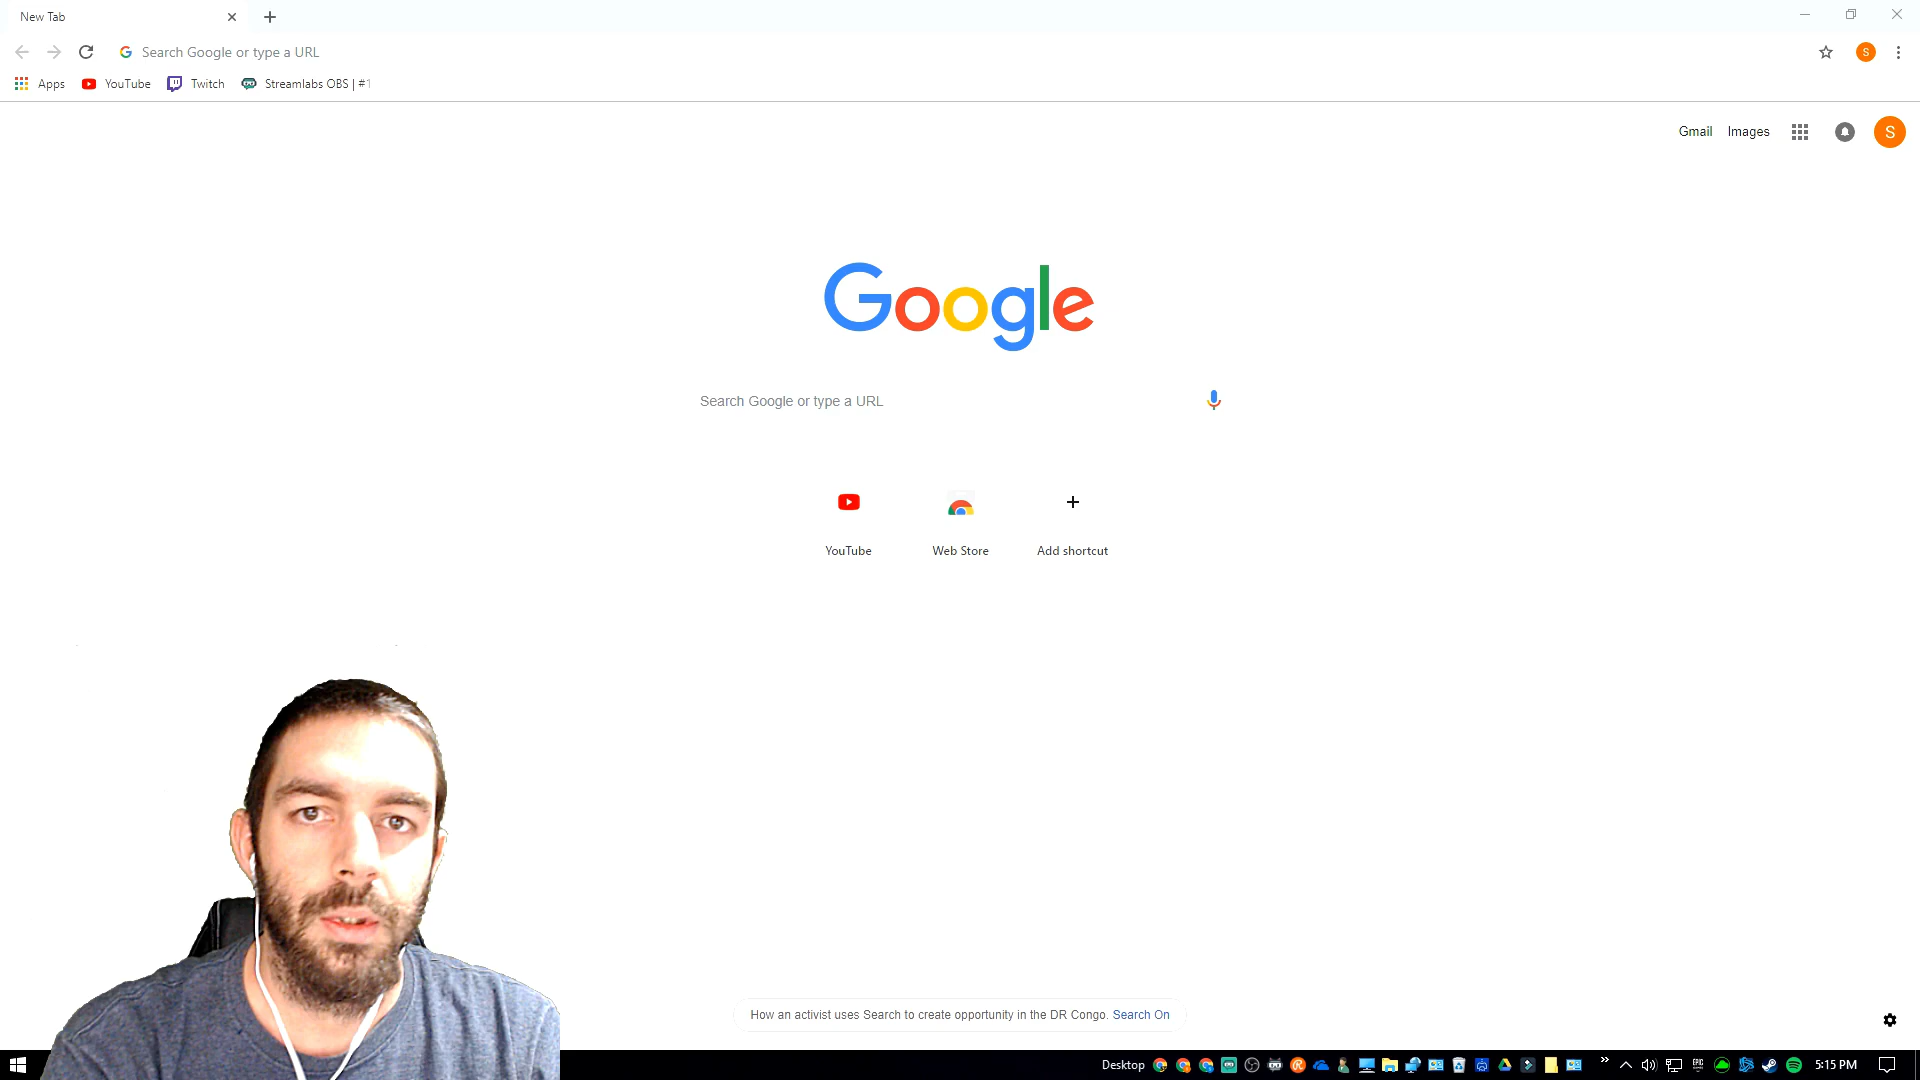 New Tab
Search Google or type a URL
Apps
YouTube
Twitch
Streamlabs OBS | #1
Gmail
Images
S
S
Google
Search Google or type a URL
YouTube
Web Store
Add shortcut
How an activist uses Search to create opportunity in the DR Congo. Search On
Desktop
5:15 PM